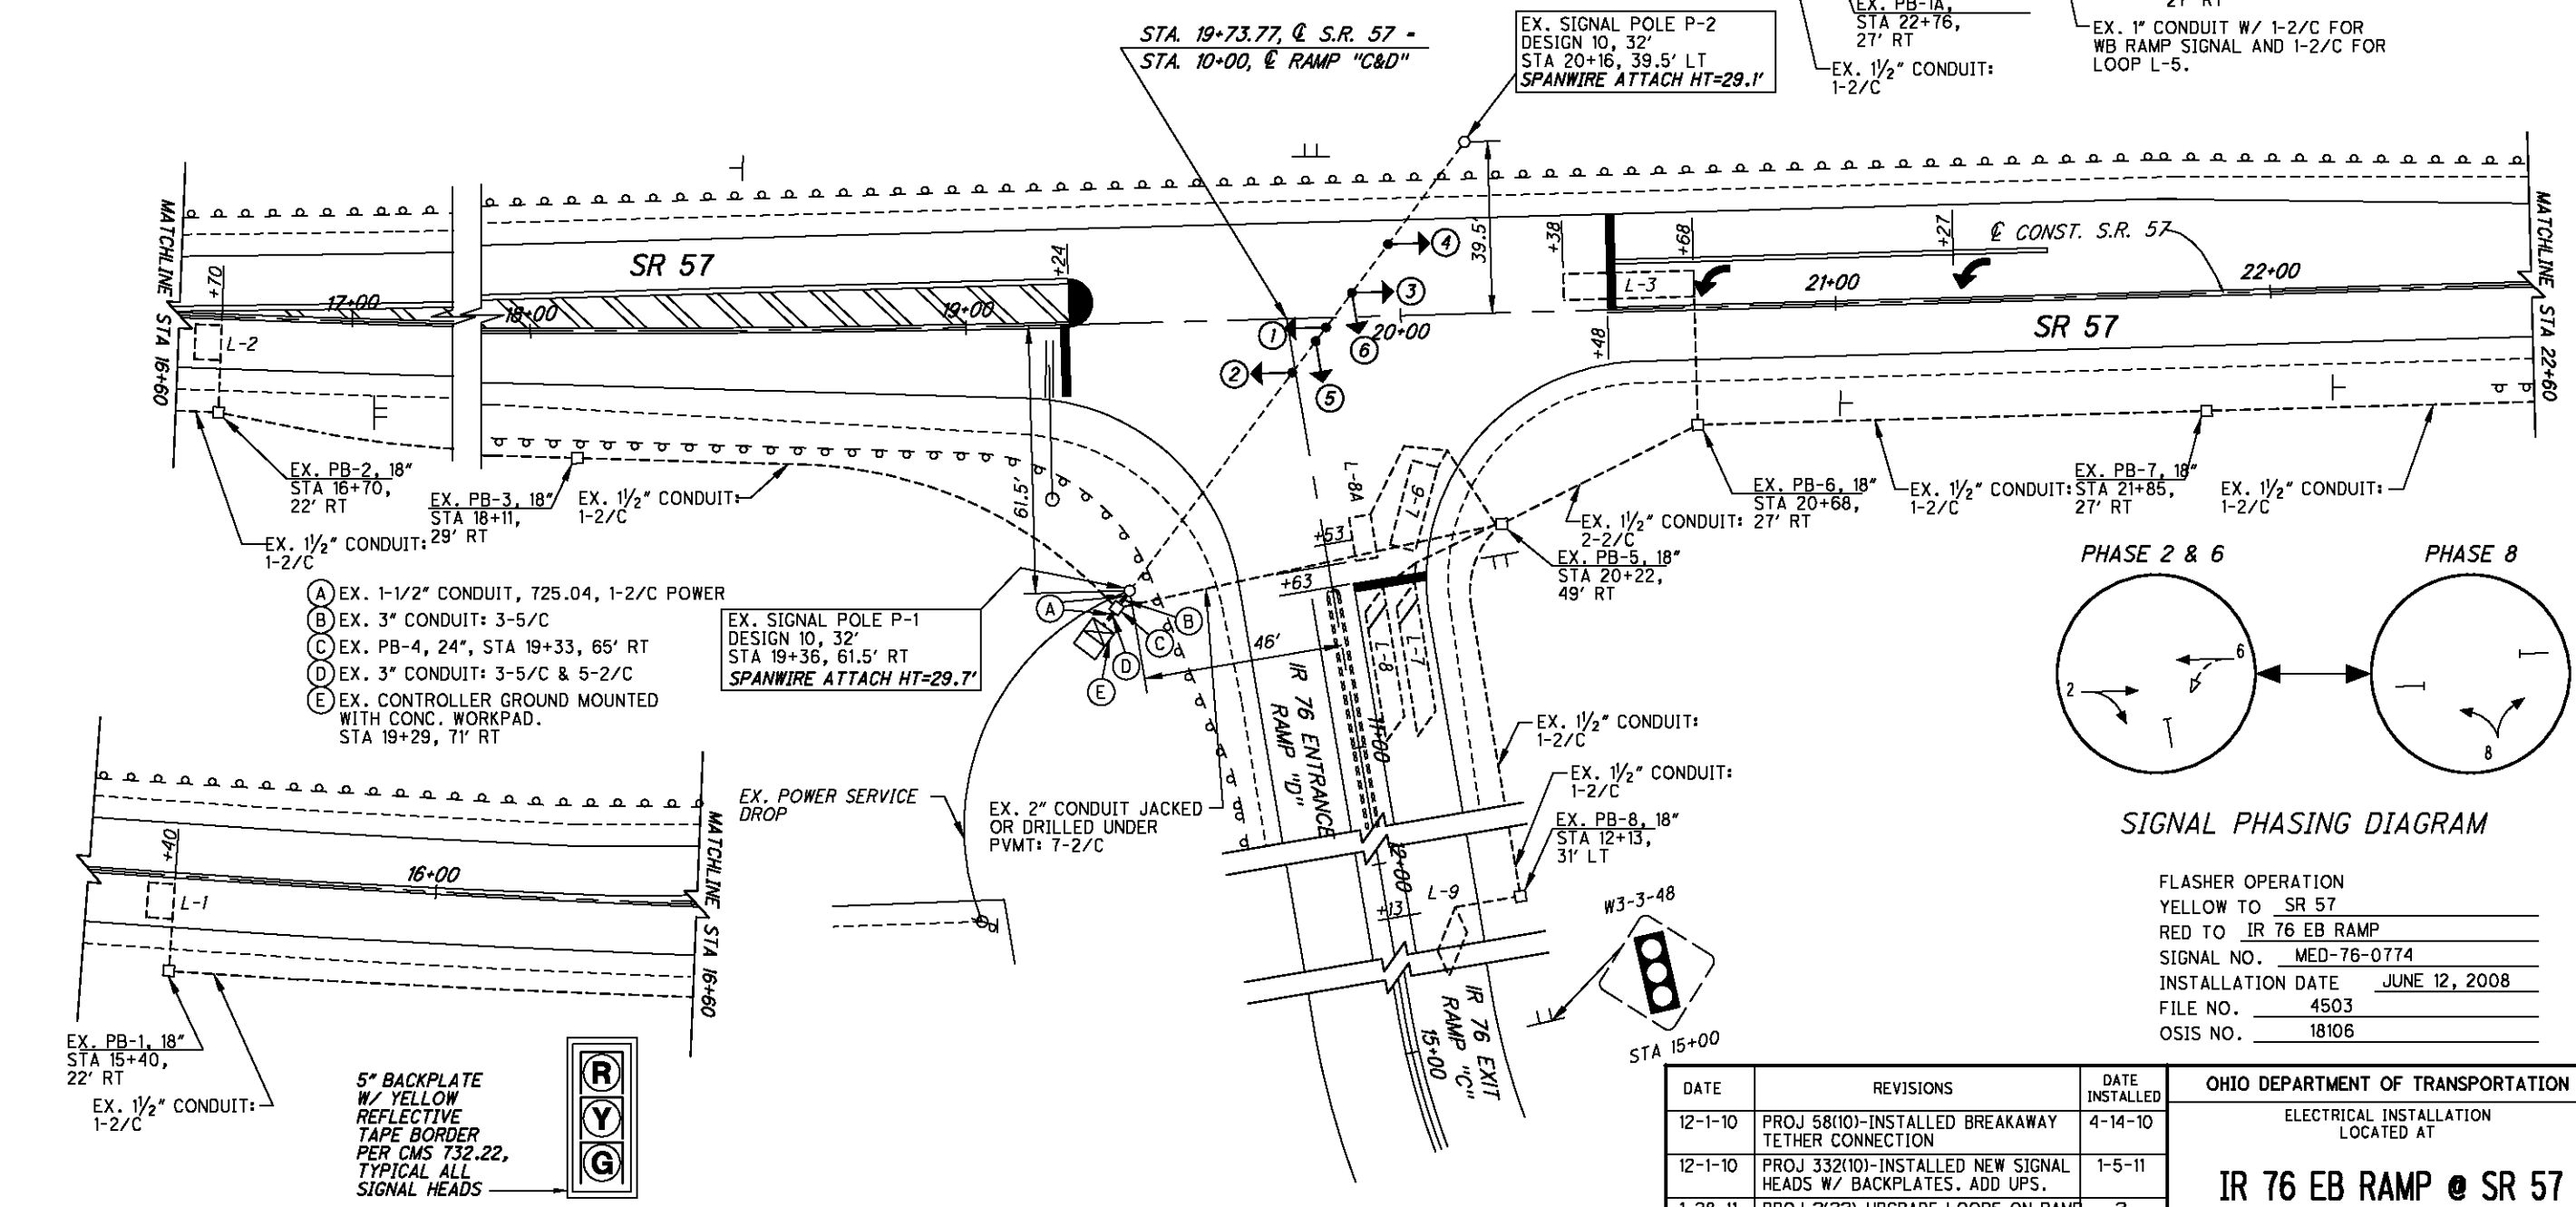 STA. 19+73.77, ℄ S.R. 57 =
STA. 10+00, ℄ RAMP "C&D"
EX. SIGNAL POLE P-2
DESIGN 10, 32'
STA 20+16, 39.5' LT
SPANWIRE ATTACH HT=29.1'
EX. PB-1A,
STA 22+76,
27' RT
EX. 1½" CONDUIT:
1-2/C
27' RT
EX. 1" CONDUIT W/ 1-2/C FOR
WB RAMP SIGNAL AND 1-2/C FOR
LOOP L-5.
MATCHLINE STA 16+60
+70
17+00
L-2
SR 57
18+00
19+00
+24
1
2
3
4
5
6
20+00
39.5'
+38
+48
+68
L-3
+27
℄ CONST. S.R. 57
21+00
22+00
SR 57
MATCHLINE STA 22+60
EX. PB-2, 18"
STA 16+70,
22' RT
EX. 1½" CONDUIT:
1-2/C
EX. PB-3, 18"
STA 18+11,
29' RT
EX. 1½" CONDUIT:
1-2/C
61.5'
L-8A
L-6
+53
+63
EX. 1½" CONDUIT:
2-2/C
EX. PB-5, 18"
STA 20+22,
49' RT
EX. PB-6, 18"
STA 20+68,
27' RT
EX. 1½" CONDUIT:
1-2/C
EX. PB-7, 18"
STA 21+85,
27' RT
EX. 1½" CONDUIT:
1-2/C
A EX. 1-1/2" CONDUIT, 725.04, 1-2/C POWER
B EX. 3" CONDUIT: 3-5/C
C EX. PB-4, 24", STA 19+33, 65' RT
D EX. 3" CONDUIT: 3-5/C & 5-2/C
E EX. CONTROLLER GROUND MOUNTED
WITH CONC. WORKPAD.
STA 19+29, 71' RT
EX. SIGNAL POLE P-1
DESIGN 10, 32'
STA 19+36, 61.5' RT
SPANWIRE ATTACH HT=29.7'
A
B
C
D
E
46'
L-8
L-7
IR 76 ENTRANCE
RAMP "D"
11+00
EX. 1½" CONDUIT:
1-2/C
EX. 1½" CONDUIT:
1-2/C
EX. PB-8, 18"
STA 12+13,
31' LT
EX. POWER SERVICE
DROP
EX. 2" CONDUIT JACKED
OR DRILLED UNDER
PVMT: 7-2/C
12+00
+13
L-9
IR 76 EXIT
RAMP "C"
15+00
W3-3-48
STA 15+00
+40
16+00
L-1
MATCHLINE STA 16+60
EX. PB-1, 18"
STA 15+40,
22' RT
EX. 1½" CONDUIT:
1-2/C
5" BACKPLATE
W/ YELLOW
REFLECTIVE
TAPE BORDER
PER CMS 732.22,
TYPICAL ALL
SIGNAL HEADS
R
Y
G
PHASE 2 & 6
PHASE 8
2
6
8
SIGNAL PHASING DIAGRAM
FLASHER OPERATION
YELLOW TO SR 57
RED TO IR 76 EB RAMP
SIGNAL NO. MED-76-0774
INSTALLATION DATE JUNE 12, 2008
FILE NO. 4503
OSIS NO. 18106
DATE REVISIONS DATE INSTALLED
12-1-10 PROJ 58(10)-INSTALLED BREAKAWAY TETHER CONNECTION 4-14-10
12-1-10 PROJ 332(10)-INSTALLED NEW SIGNAL HEADS W/ BACKPLATES. ADD UPS. 1-5-11
OHIO DEPARTMENT OF TRANSPORTATION
ELECTRICAL INSTALLATION
LOCATED AT
IR 76 EB RAMP @ SR 57